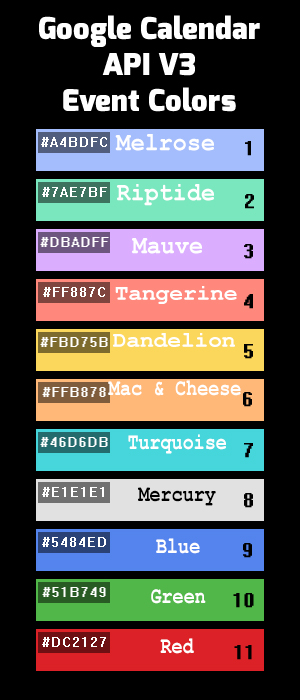 Google Calendar
API V3
Event Colors
#A4BDFC Melrose 1
#7AE7BF Riptide 2
#DBADFF Mauve 3
#FF887C Tangerine 4
#FBD75B Dandelion 5
#FFB878 Mac & Cheese 6
#46D6DB Turquoise 7
#E1E1E1 Mercury 8
#5484ED Blue 9
#51B749 Green 10
#DC2127 Red 11